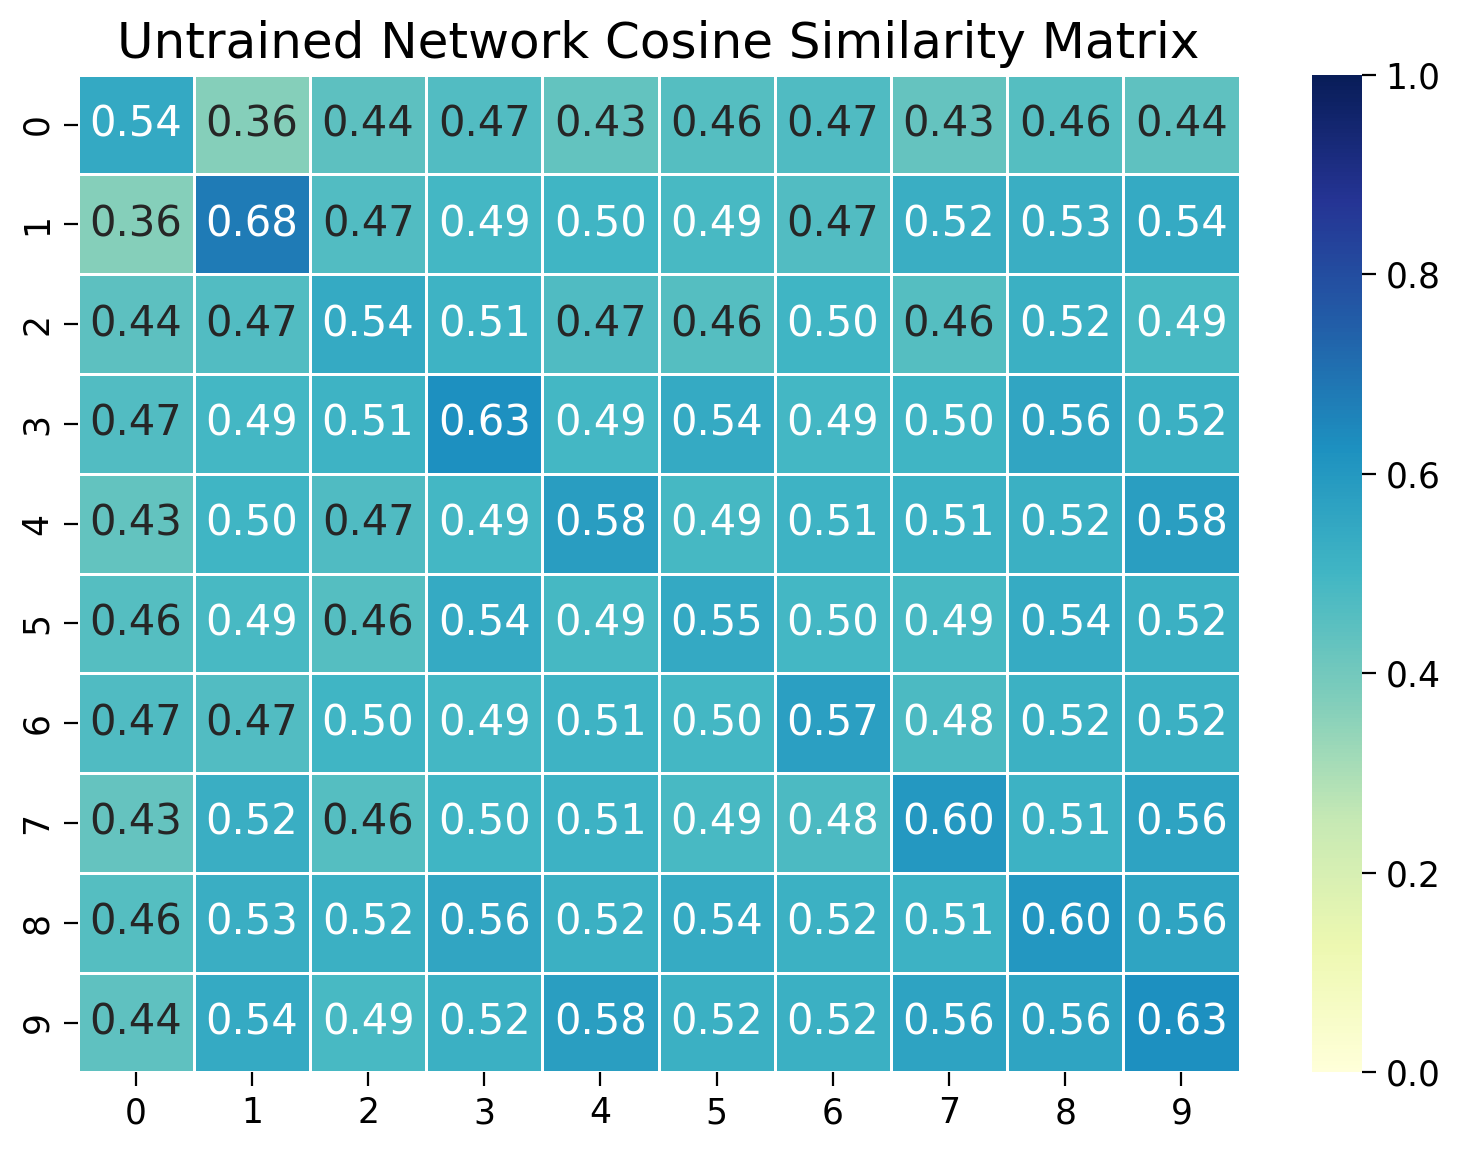 Untrained Network Cosine Similarity Matrix
0 0.54 0.36 0.44 0.47 0.43 0.46 0.47 0.43 0.46 0.44
1 0.36 0.68 0.47 0.49 0.50 0.49 0.47 0.52 0.53 0.54
2 0.44 0.47 0.54 0.51 0.47 0.46 0.50 0.46 0.52 0.49
3 0.47 0.49 0.51 0.63 0.49 0.54 0.49 0.50 0.56 0.52
4 0.43 0.50 0.47 0.49 0.58 0.49 0.51 0.51 0.52 0.58
5 0.46 0.49 0.46 0.54 0.49 0.55 0.50 0.49 0.54 0.52
6 0.47 0.47 0.50 0.49 0.51 0.50 0.57 0.48 0.52 0.52
7 0.43 0.52 0.46 0.50 0.51 0.49 0.48 0.60 0.51 0.56
8 0.46 0.53 0.52 0.56 0.52 0.54 0.52 0.51 0.60 0.56
9 0.44 0.54 0.49 0.52 0.58 0.52 0.52 0.56 0.56 0.63
0 1 2 3 4 5 6 7 8 9
1.0
0.8
0.6
0.4
0.2
0.0